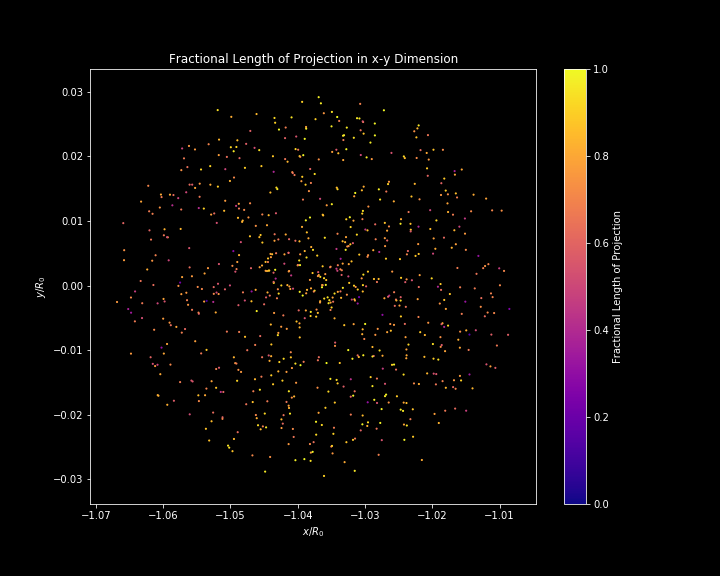 Fractional Length of Projection in x-y Dimension
0.03
0.02
0.01
0.00
−0.01
−0.02
−0.03
y/R₀
−1.07 −1.06 −1.05 −1.04 −1.03 −1.02 −1.01
x/R₀
1.0
0.8
0.6
0.4
0.2
0.0
Fractional Length of Projection